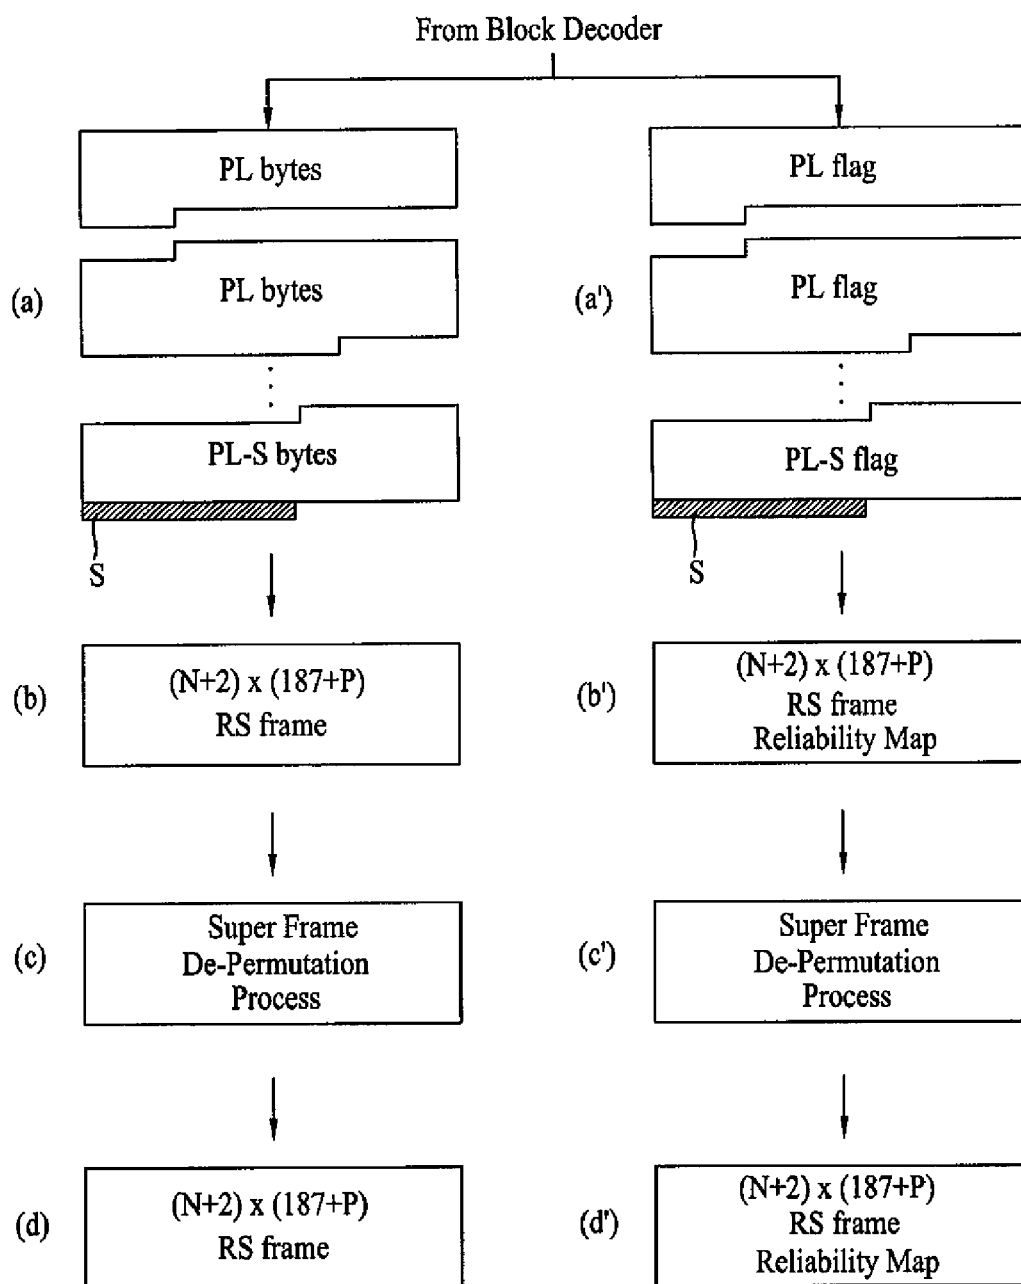 From Block Decoder
PL bytes
PL flag
(a)
PL bytes
(a')
PL flag
PL-S bytes
PL-S flag
S
S
(b)
(N+2) x (187+P)
RS frame
(b')
(N+2) x (187+P)
RS frame
Reliability Map
(c)
Super Frame
De-Permutation
Process
(c')
Super Frame
De-Permutation
Process
(d)
(N+2) x (187+P)
RS frame
(d')
(N+2) x (187+P)
RS frame
Reliability Map